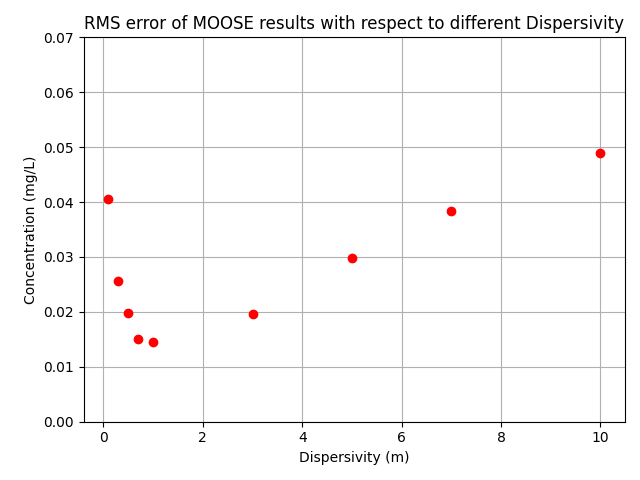 RMS error of MOOSE results with respect to different Dispersivity
0.07
0.06
0.05
0.04
0.03
0.02
0.01
0.00
Concentration (mg/L)
0 2 4 6 8 10
Dispersivity (m)